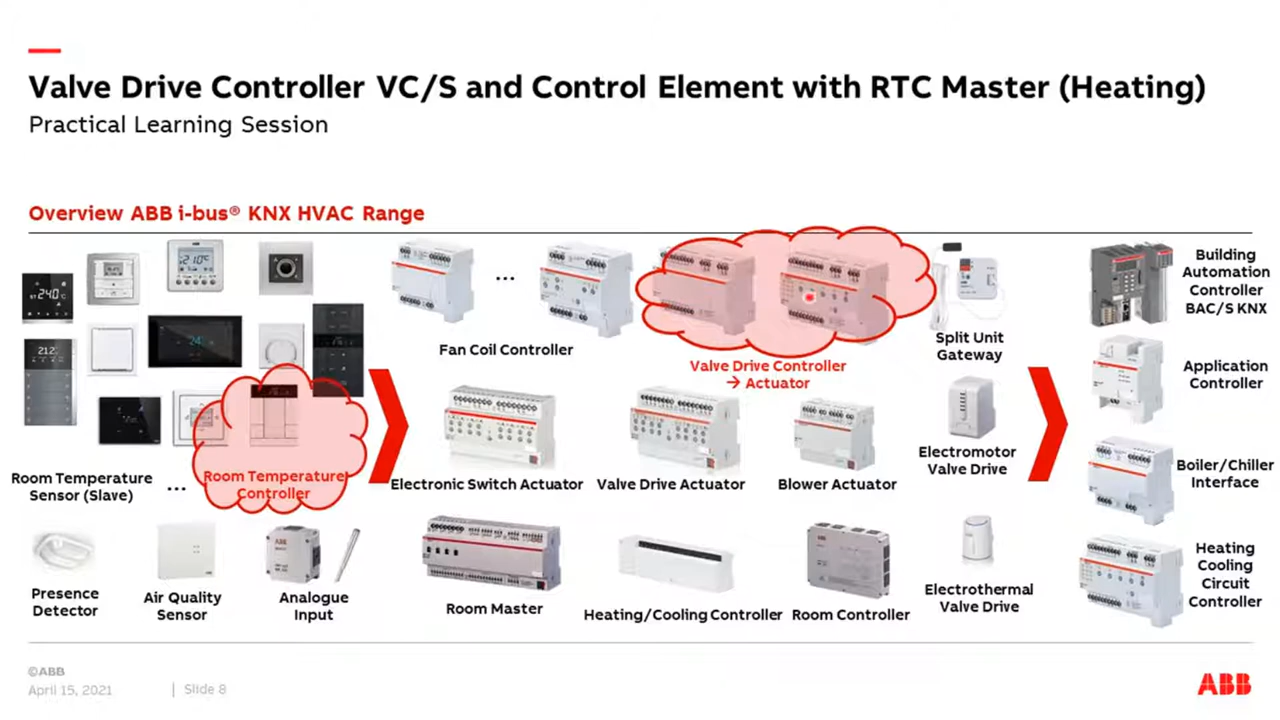 Valve Drive Controller VC/S and Control Element with RTC Master (Heating)
Practical Learning Session
Overview ABB i-bus® KNX HVAC Range
Room Temperature
Sensor (Slave)
...
Room Temperature
Controller
Presence
Detector
Air Quality
Sensor
Analogue
Input
...
Fan Coil Controller
Valve Drive Controller
→ Actuator
Split Unit
Gateway
Electronic Switch Actuator
Valve Drive Actuator
Blower Actuator
Electromotor
Valve Drive
Room Master
Heating/Cooling Controller
Room Controller
Electrothermal
Valve Drive
Building
Automation
Controller
BAC/S KNX
Application
Controller
Boiler/Chiller
Interface
Heating
Cooling
Circuit
Controller
©ABB
April 15, 2021
| Slide 8
ABB